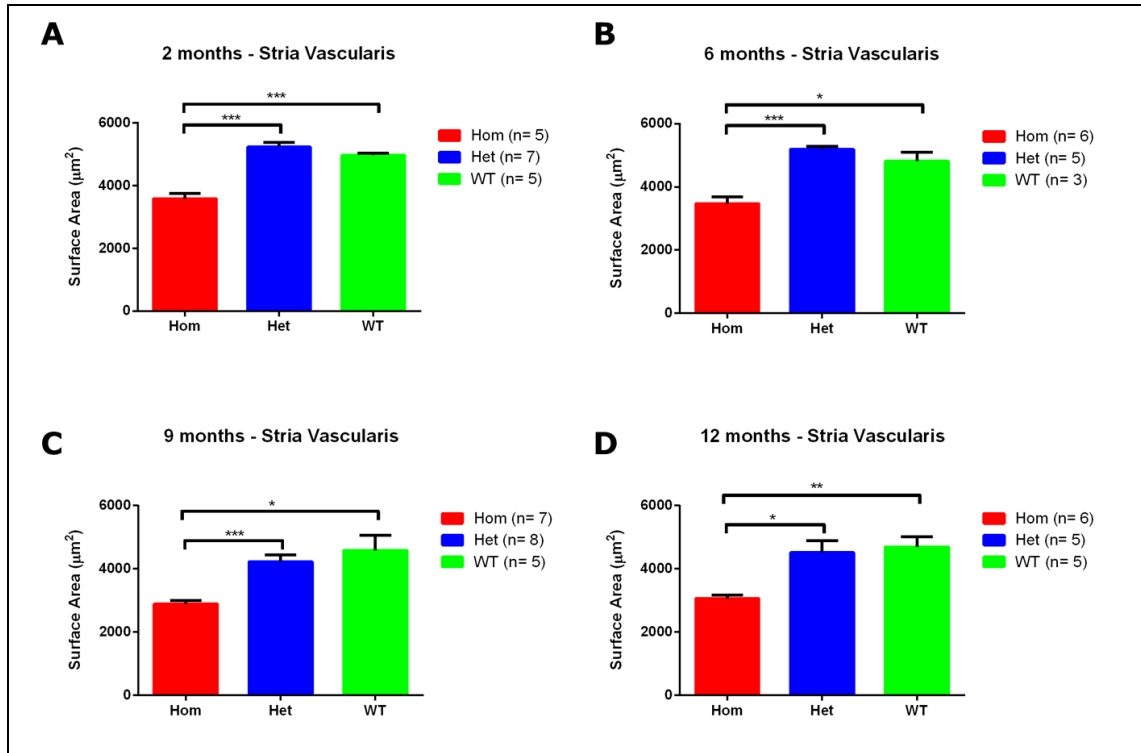 A
2 months - Stria Vascularis
***
***
6000
4000
2000
0
Surface Area (µm²)
Hom
Het
WT
Hom (n= 5)
Het (n= 7)
WT (n= 5)
B
6 months - Stria Vascularis
*
***
6000
4000
2000
0
Surface Area (µm²)
Hom
Het
WT
Hom (n= 6)
Het (n= 5)
WT (n= 3)
C
9 months - Stria Vascularis
*
***
6000
4000
2000
0
Surface Area (µm²)
Hom
Het
WT
Hom (n= 7)
Het (n= 8)
WT (n= 5)
D
12 months - Stria Vascularis
**
*
6000
4000
2000
0
Surface Area (µm²)
Hom
Het
WT
Hom (n= 6)
Het (n= 5)
WT (n= 5)